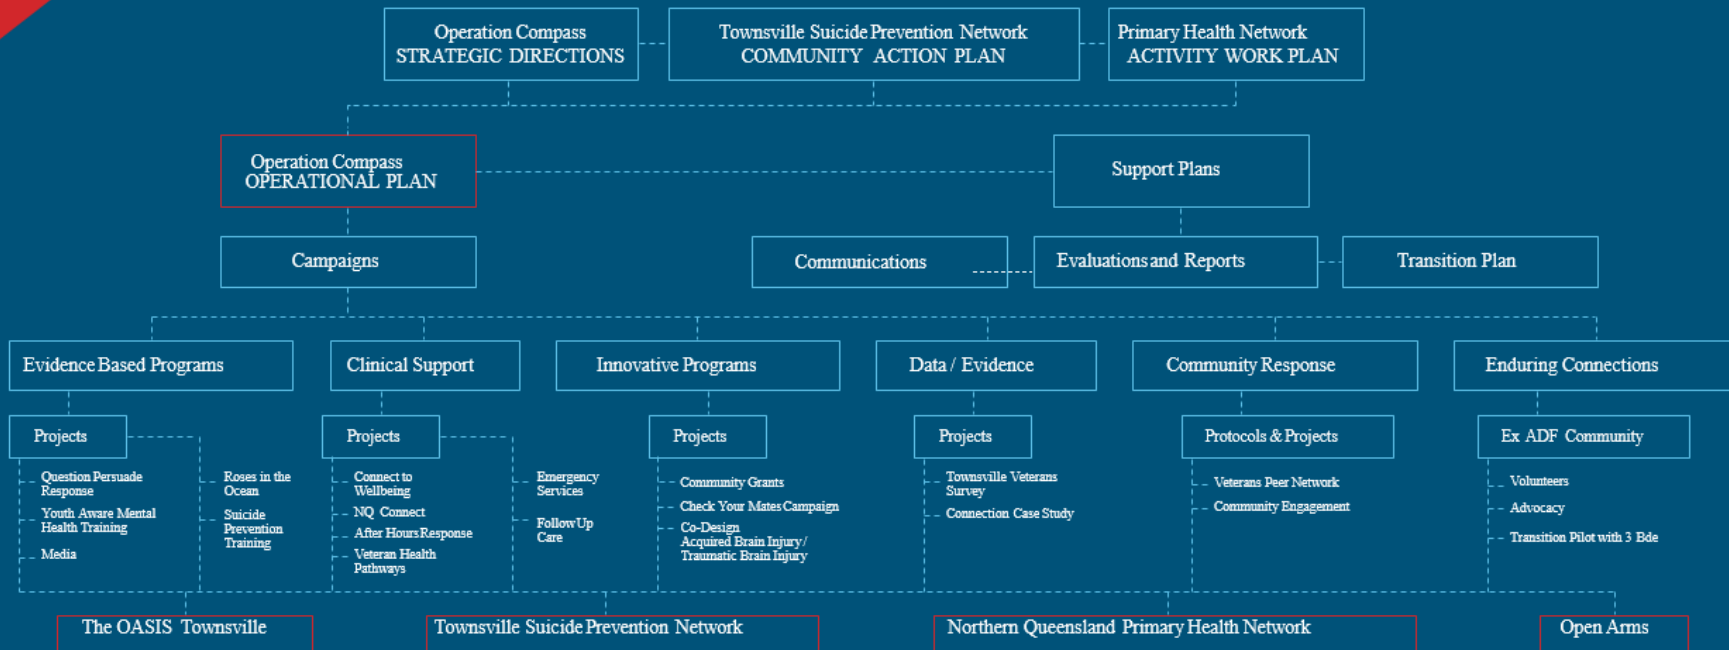 Operation Compass
STRATEGIC DIRECTIONS
Townsville Suicide Prevention Network
COMMUNITY ACTION PLAN
Primary Health Network
ACTIVITY WORK PLAN
Operation Compass
OPERATIONAL PLAN
Support Plans
Campaigns
Communications
Evaluations and Reports
Transition Plan
Evidence Based Programs
Clinical Support
Innovative Programs
Data / Evidence
Community Response
Enduring Connections
Projects
Projects
Projects
Projects
Protocols & Projects
Ex ADF Community
Question Persuade
Response
Youth Aware Mental
Health Training
Media
Roses in the
Ocean
Suicide
Prevention
Training
Connect to
Wellbeing
NQ Connect
After Hours Response
Veteran Health
Pathways
Emergency
Services
Follow Up
Care
Community Grants
Check Your Mates Campaign
Co-Design
Acquired Brain Injury /
Traumatic Brain Injury
Townsville Veterans
Survey
Connection Case Study
Veterans Peer Network
Community Engagement
Volunteers
Advocacy
Transition Pilot with 3 Bde
The OASIS Townsville
Townsville Suicide Prevention Network
Northern Queensland Primary Health Network
Open Arms